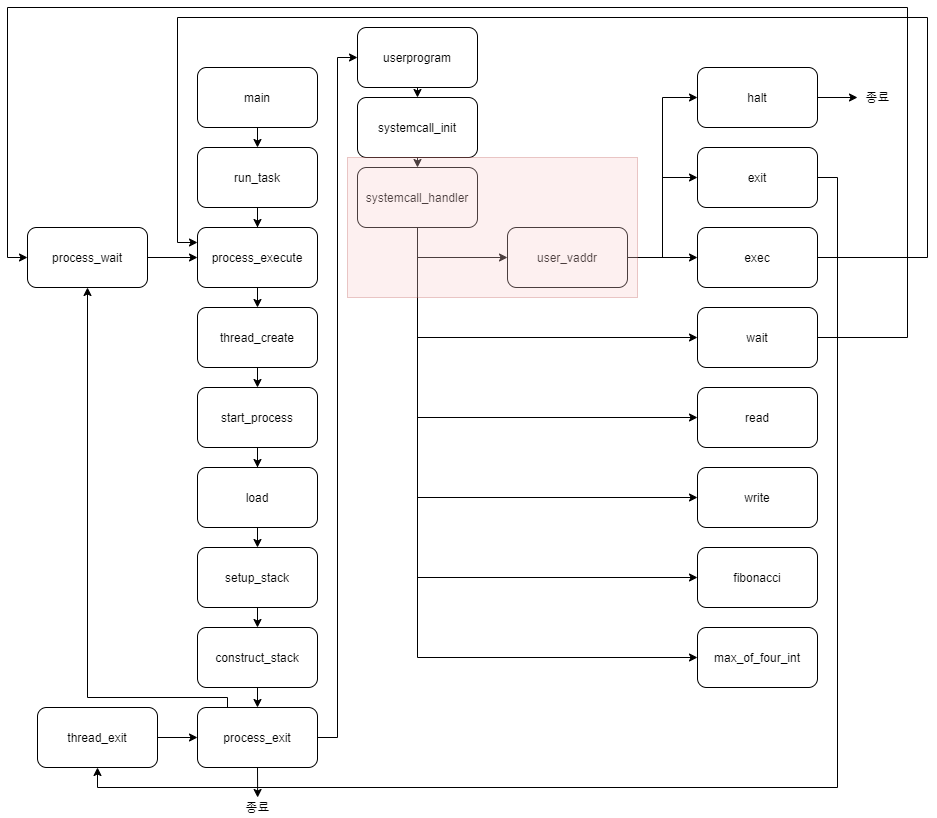 userprogram
main
systemcall_init
halt
종료
run_task
systemcall_handler
exit
process_wait
process_execute
user_vaddr
exec
thread_create
wait
start_process
read
load
write
setup_stack
fibonacci
construct_stack
max_of_four_int
thread_exit
process_exit
종료